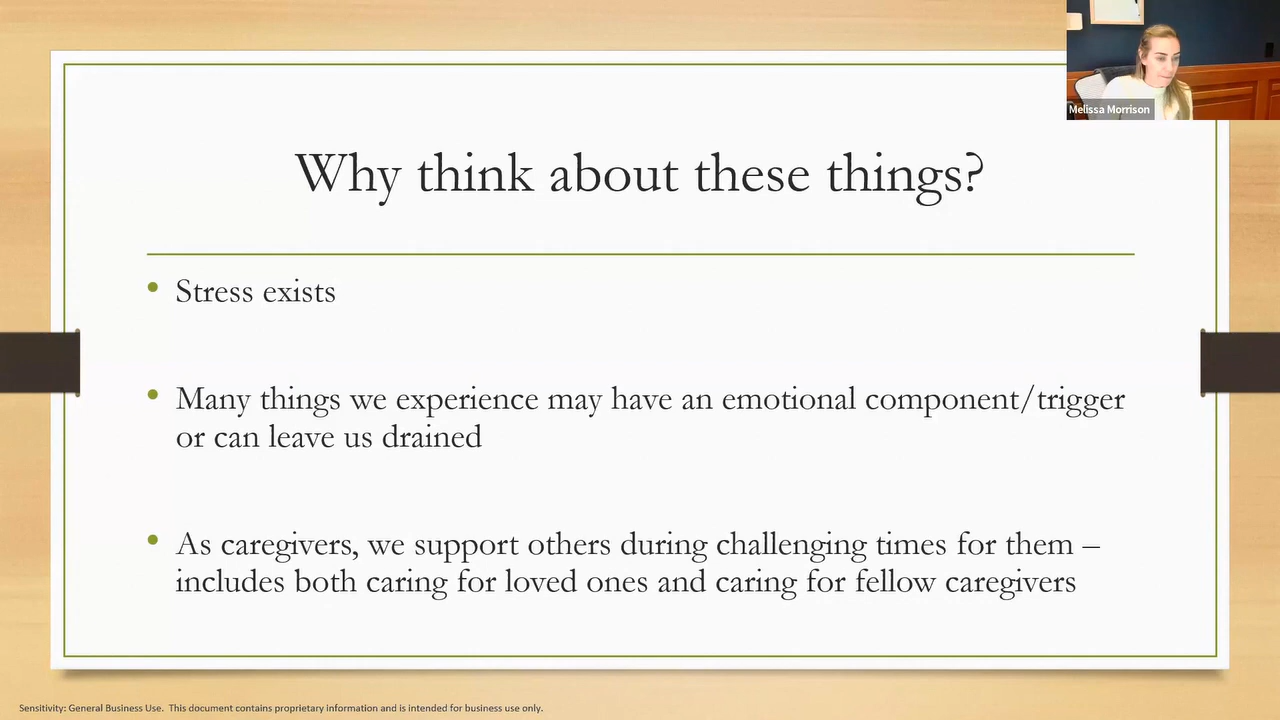 Melissa Morrison
Why think about these things?
• Stress exists
• Many things we experience may have an emotional component/trigger
or can leave us drained
• As caregivers, we support others during challenging times for them –
includes both caring for loved ones and caring for fellow caregivers
Sensitivity: General Business Use. This document contains proprietary information and is intended for business use only.